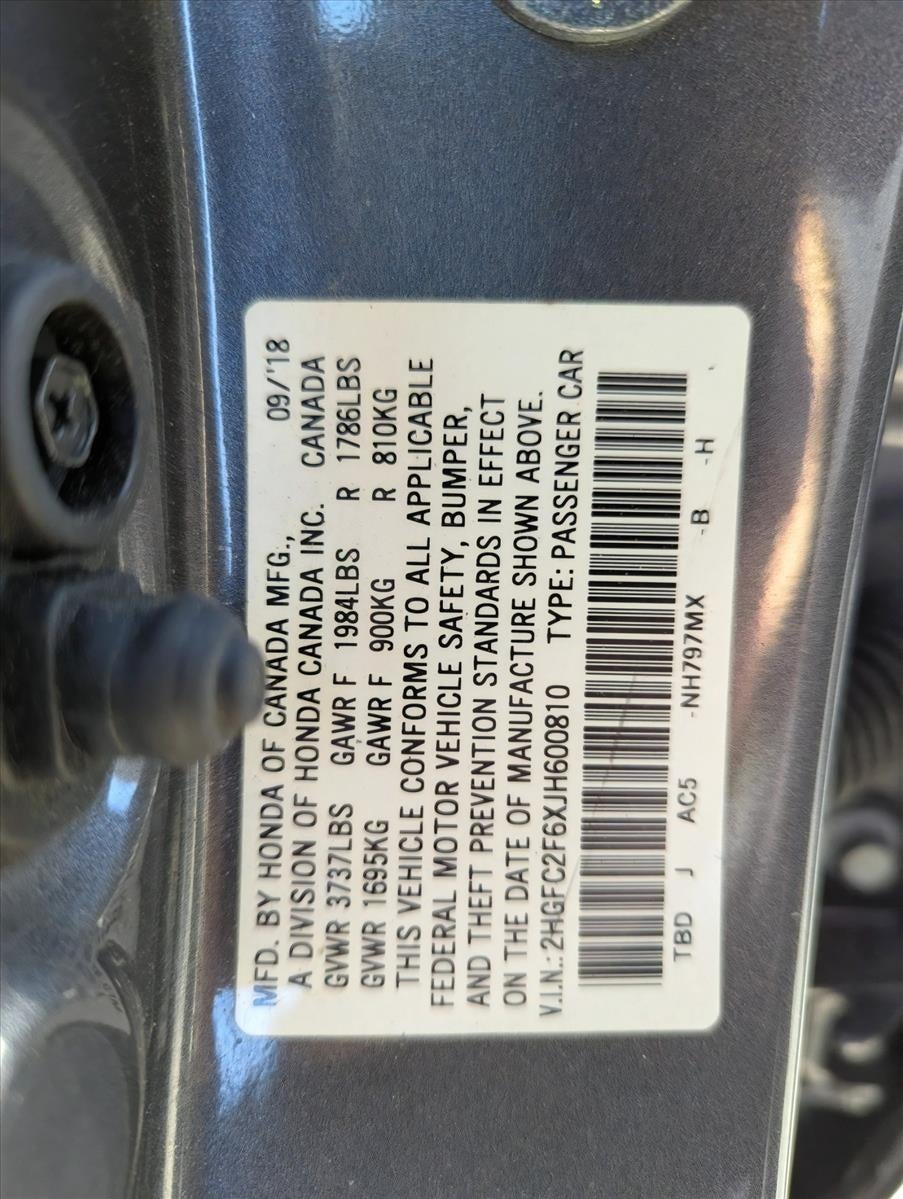 MFD. BY HONDA OF CANADA MFG., 09/'18
A DIVISION OF HONDA CANADA INC. CANADA
GVWR 3737LBS GAWR F 1984LBS R 1786LBS
GVWR 1695KG GAWR F 900KG R 810KG
THIS VEHICLE CONFORMS TO ALL APPLICABLE
FEDERAL MOTOR VEHICLE SAFETY, BUMPER,
AND THEFT PREVENTION STANDARDS IN EFFECT
ON THE DATE OF MANUFACTURE SHOWN ABOVE.
V.I.N.:2HGFC2F6XJH600810 TYPE: PASSENGER CAR
TBD J AC5 -NH797MX -B -H